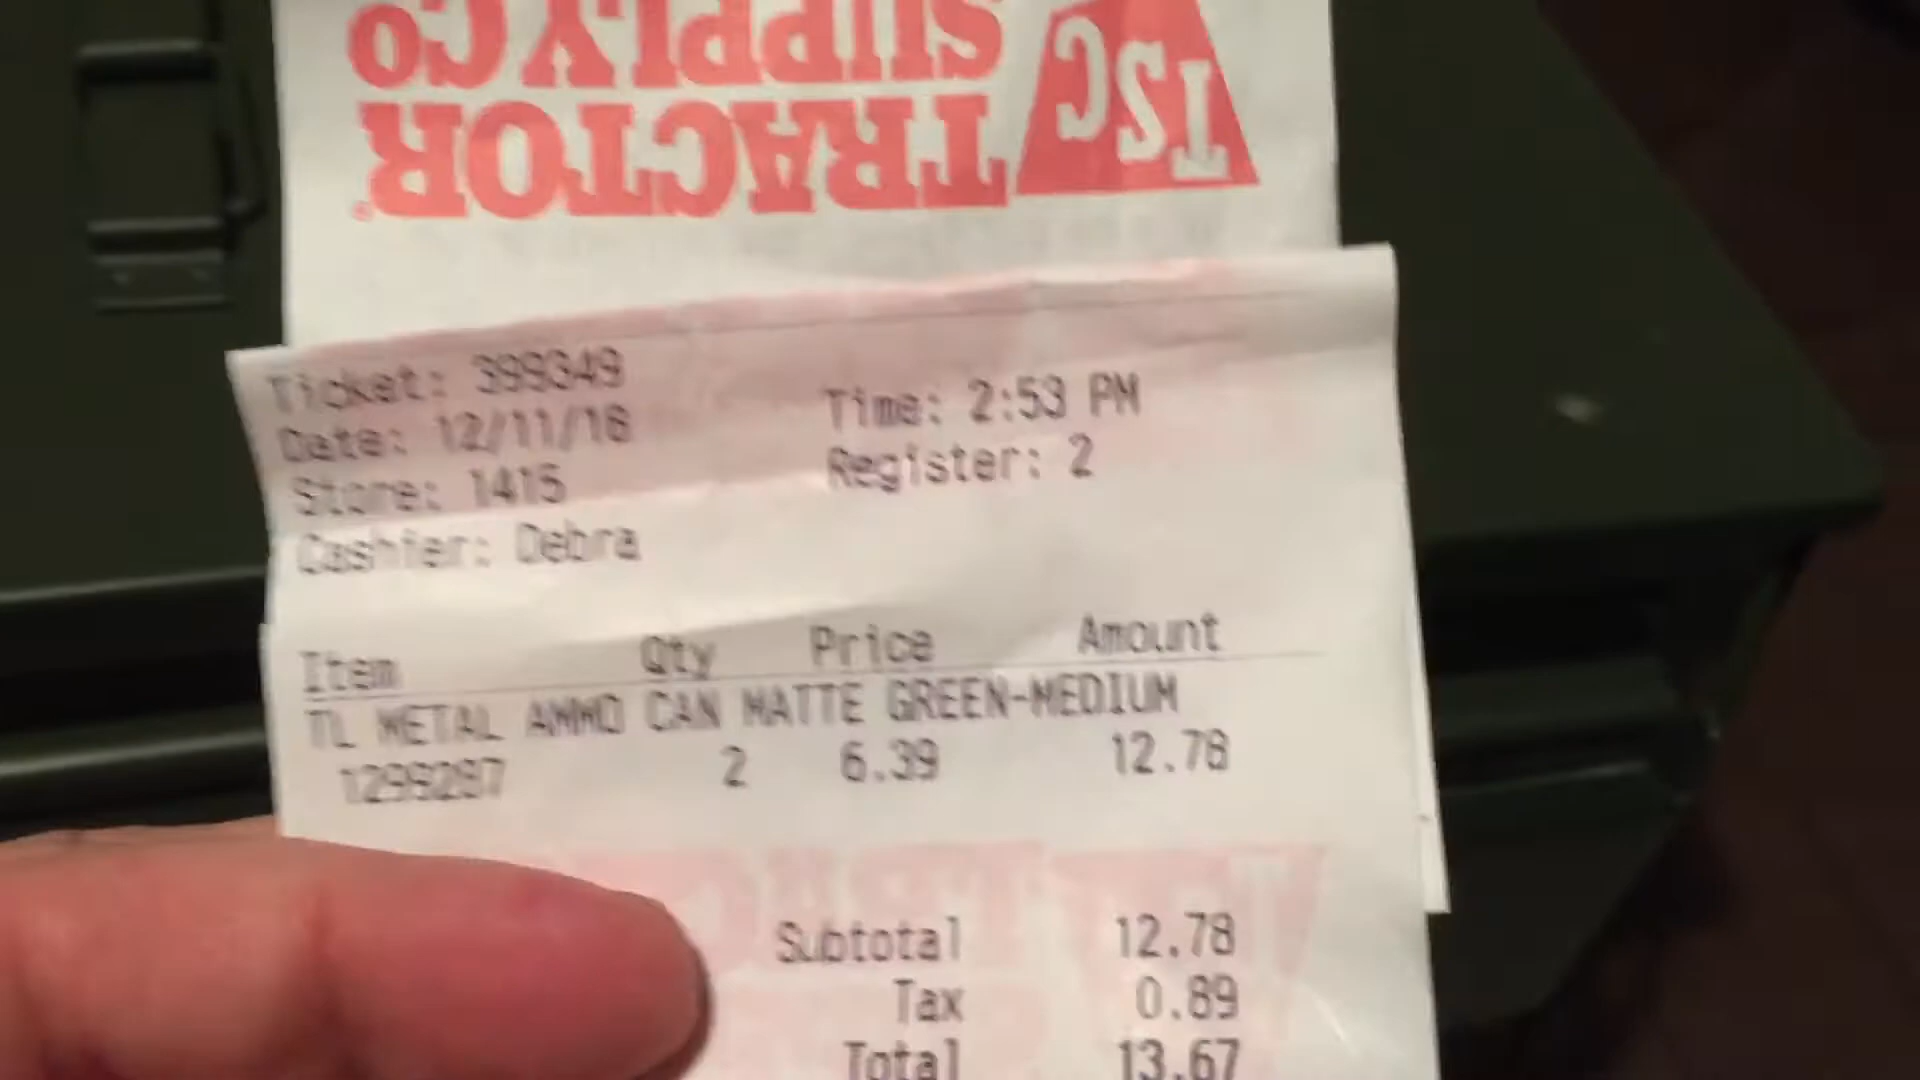 TRACTOR
SUPPLY CO
TSC
Ticket: 399349
Date: 12/11/16
Time: 2:53 PM
Store: 1415
Register: 2
Cashier: Debra
Item Qty Price Amount
TL METAL AMMO CAN MATTE GREEN-MEDIUM
1299287 2 6.39 12.78
Subtotal 12.78
Tax 0.89
Total 13.67